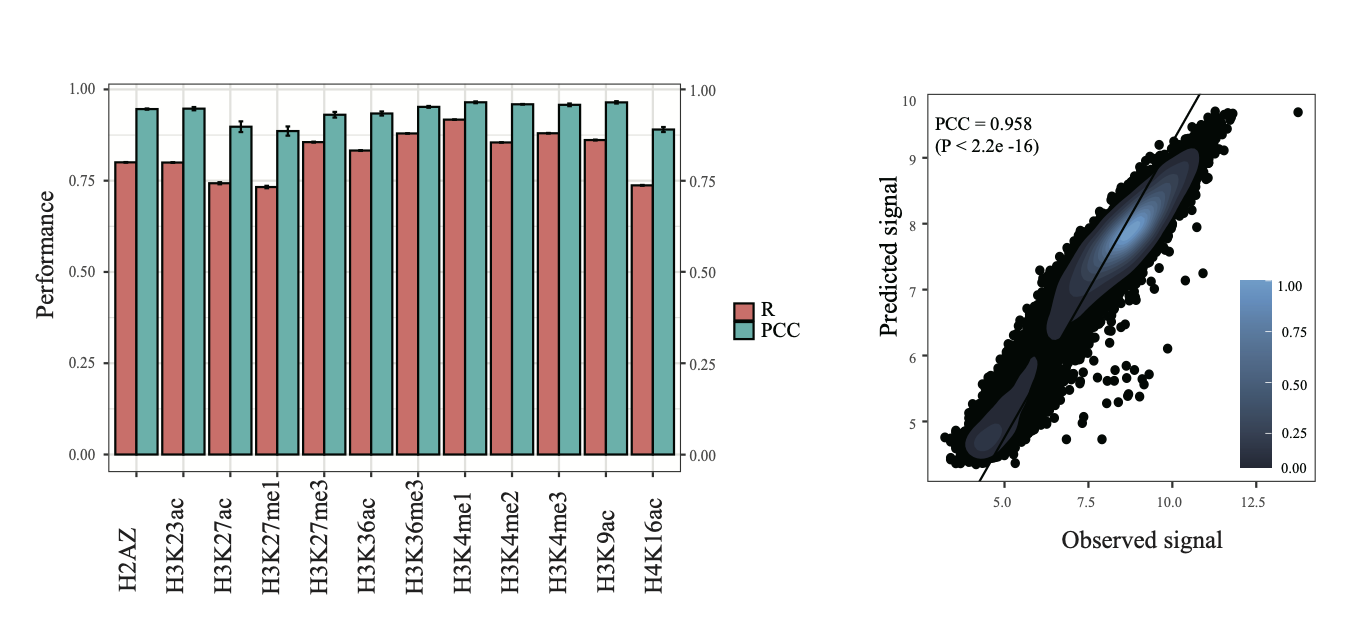 1.00
0.75
0.50
0.25
0.00
Performance
1.00
0.75
0.50
0.25
0.00
H2AZ
H3K23ac
H3K27ac
H3K27me1
H3K27me3
H3K36ac
H3K36me3
H3K4me1
H3K4me2
H3K4me3
H3K9ac
H4K16ac
R
PCC
PCC = 0.958
(P < 2.2e -16)
10
9
8
7
6
5
Predicted signal
1.00
0.75
0.50
0.25
0.00
5.0 7.5 10.0 12.5
Observed signal